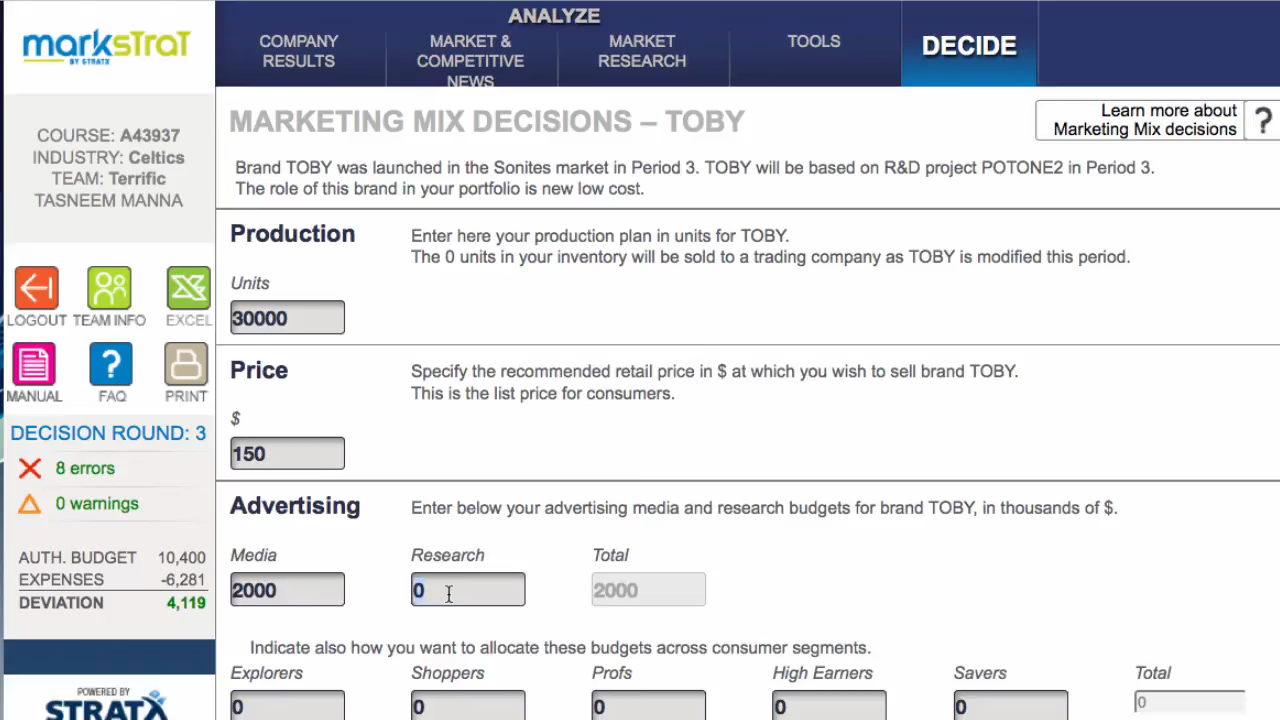 markstrat
BY STRATX
ANALYZE
COMPANY RESULTS
MARKET & COMPETITIVE NEWS
MARKET RESEARCH
TOOLS
DECIDE
COURSE: A43937
INDUSTRY: Celtics
TEAM: Terrific
TASNEEM MANNA
LOGOUT TEAM INFO EXCEL
MANUAL FAQ PRINT
DECISION ROUND: 3
8 errors
0 warnings
AUTH. BUDGET 10,400
EXPENSES -6,281
DEVIATION 4,119
POWERED BY
STRATX
MARKETING MIX DECISIONS – TOBY
Learn more about
Marketing Mix decisions ?
Brand TOBY was launched in the Sonites market in Period 3. TOBY will be based on R&D project POTONE2 in Period 3.
The role of this brand in your portfolio is new low cost.
Production
Enter here your production plan in units for TOBY.
The 0 units in your inventory will be sold to a trading company as TOBY is modified this period.
Units
30000
Price
Specify the recommended retail price in $ at which you wish to sell brand TOBY.
This is the list price for consumers.
$
150
Advertising
Enter below your advertising media and research budgets for brand TOBY, in thousands of $.
Media Research Total
2000 0 2000
Indicate also how you want to allocate these budgets across consumer segments.
Explorers Shoppers Profs High Earners Savers Total
0 0 0 0 0 0